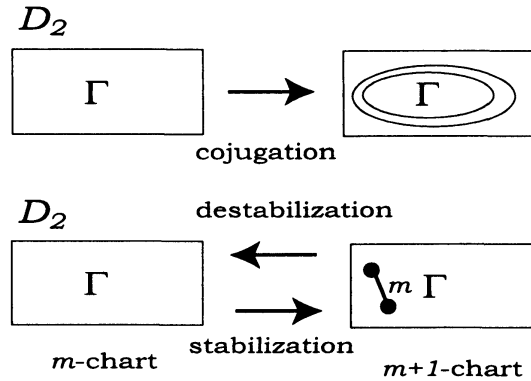 D₂
Γ
Γ
cojugation
D₂
destabilization
Γ
m Γ
stabilization
m-chart
m+1-chart